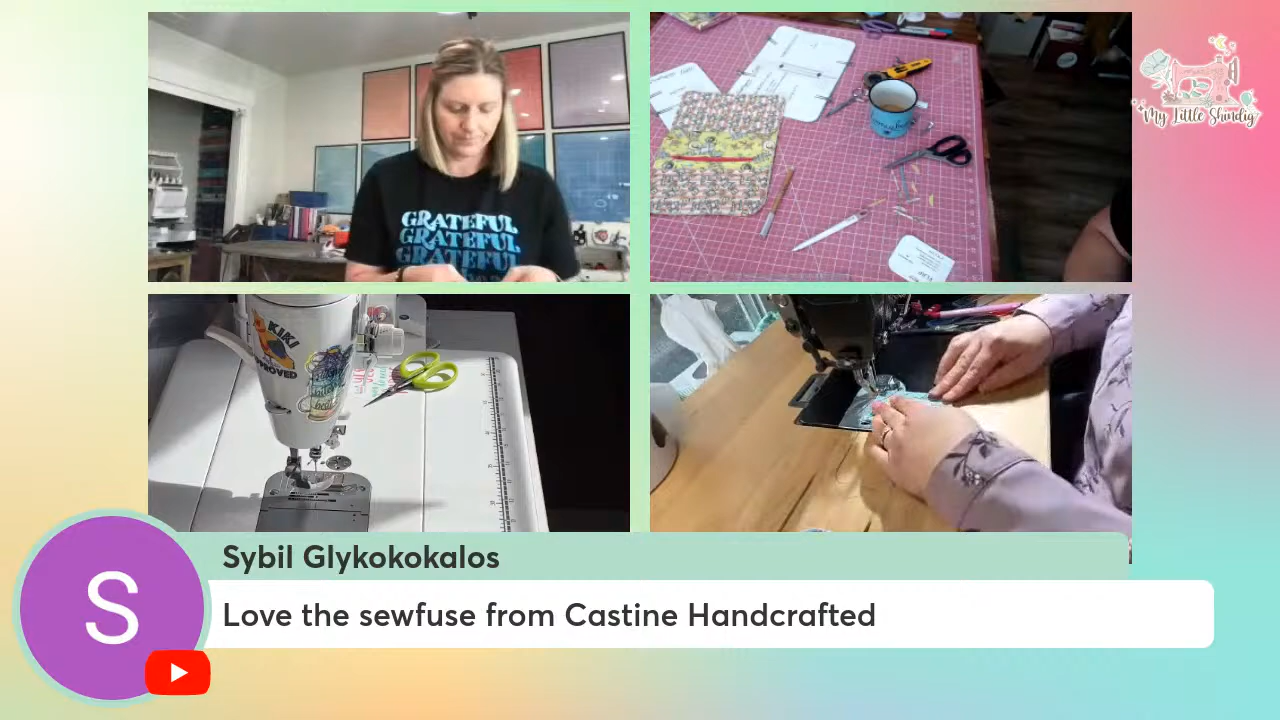 GRATEFUL
GRATEFUL
GRATEFUL
My Little Shindig
KIKI
APPROVED
Sybil Glykokokalos
S
Love the sewfuse from Castine Handcrafted